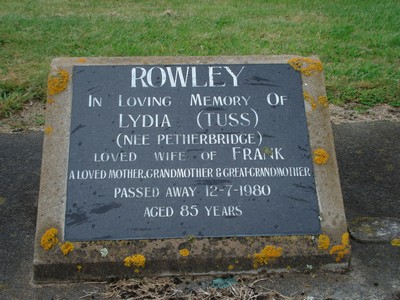 ROWLEY
IN LOVING MEMORY OF
LYDIA (TUSS)
(NEE PETHERBRIDGE)
LOVED WIFE OF FRANK
A LOVED MOTHER, GRANDMOTHER & GREAT-GRANDMOTHER
PASSED AWAY 12-7-1980
AGED 85 YEARS